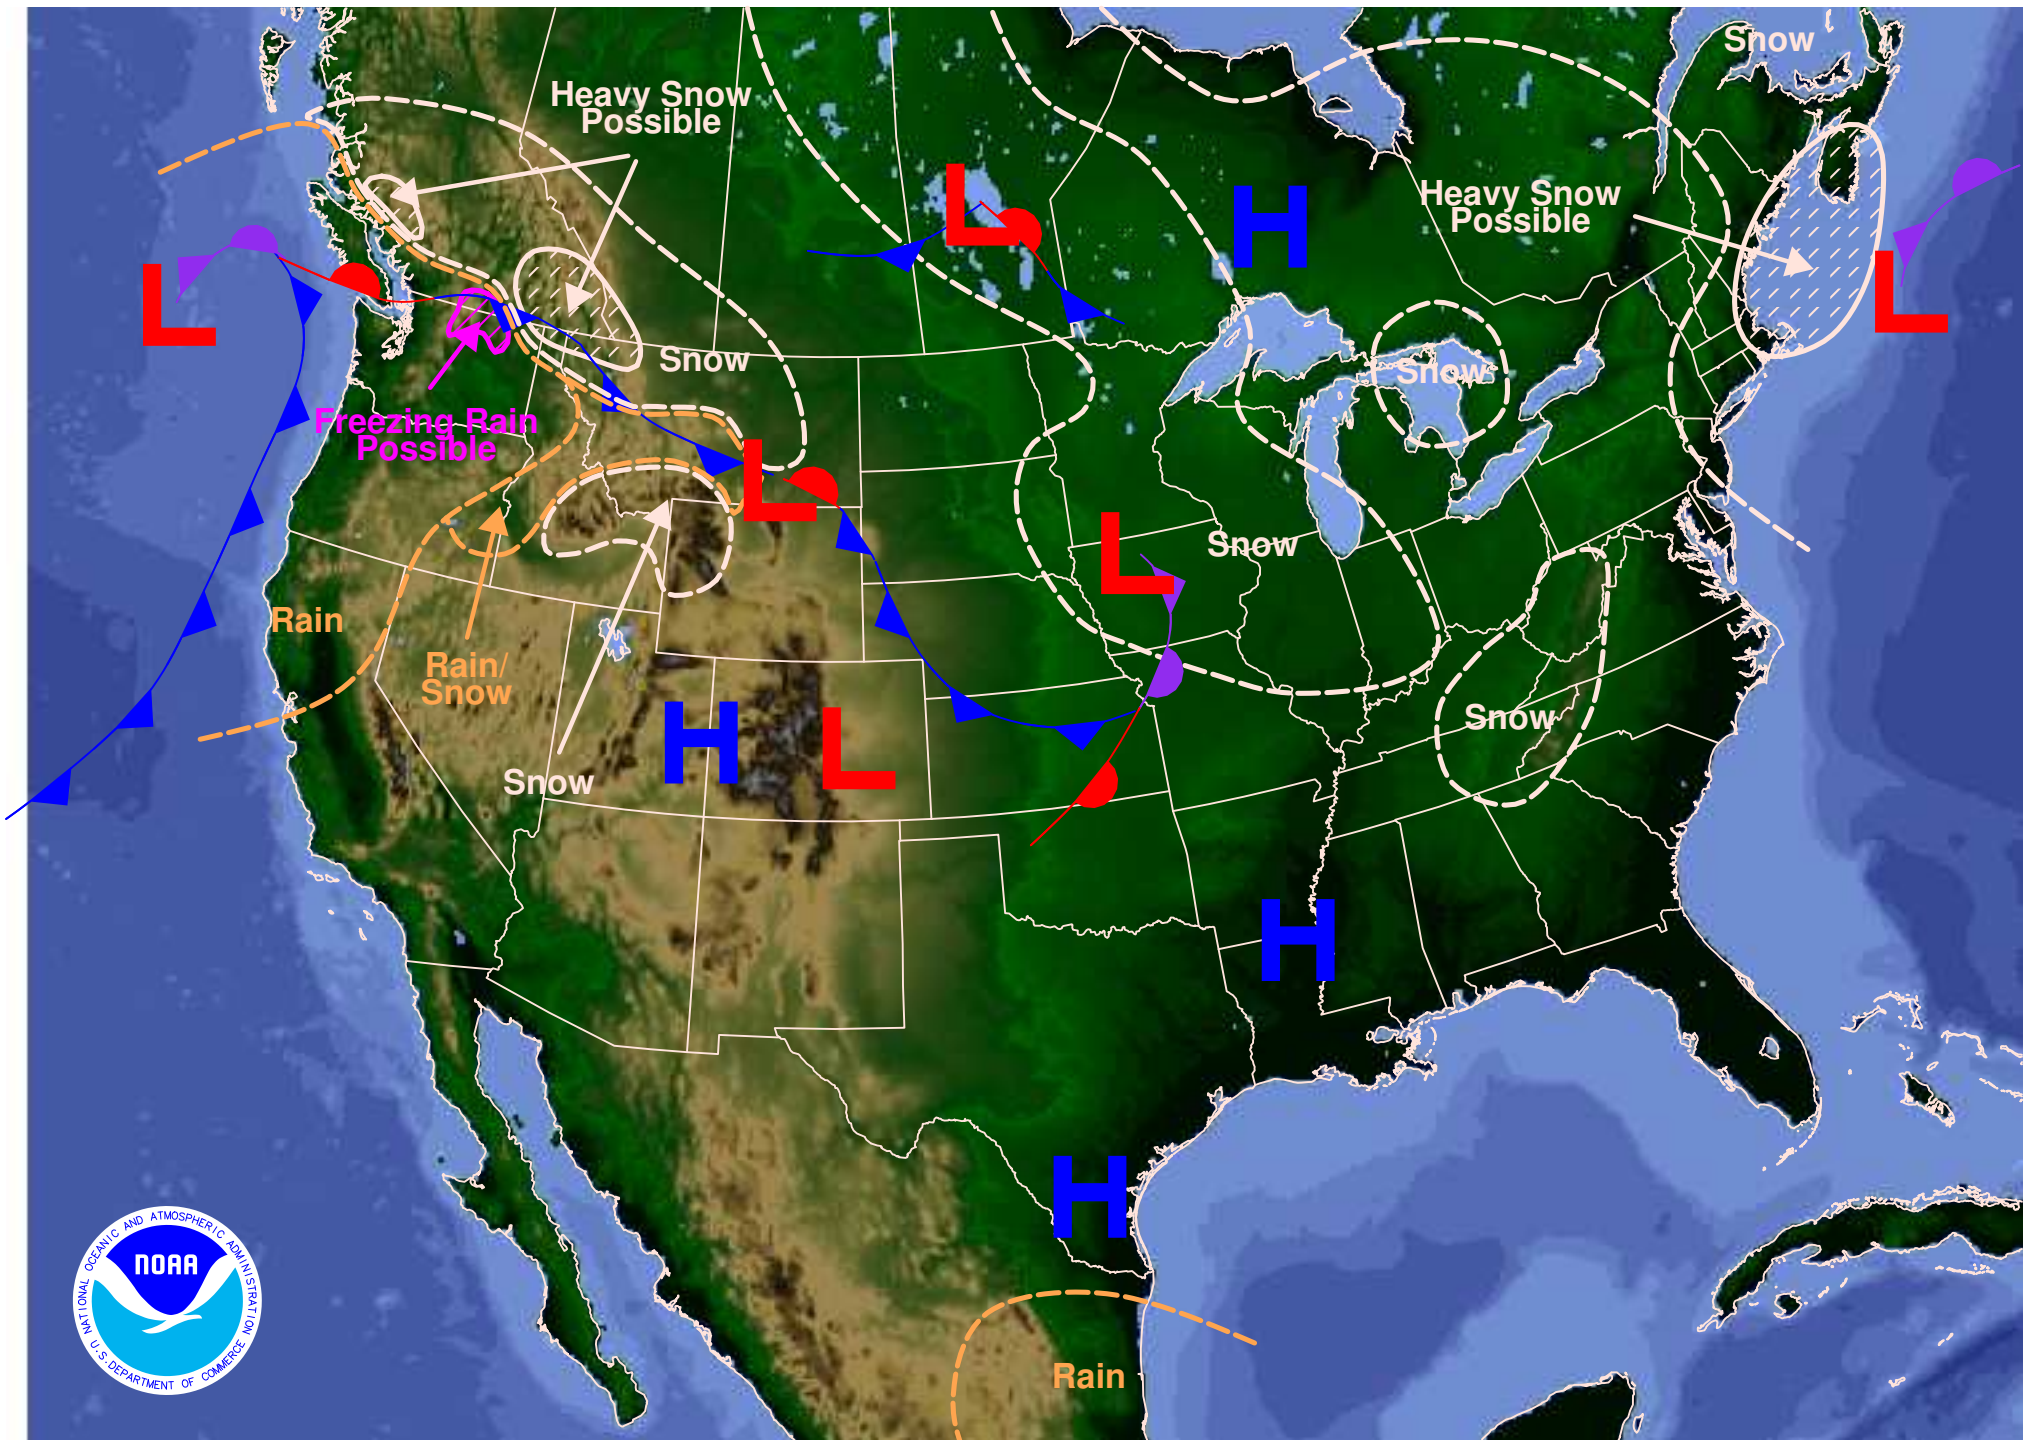 Snow
Heavy Snow
Possible
Heavy Snow
Possible
L
H
L
L
L
Snow
Snow
Freezing Rain
Possible
L
L
Snow
Rain
Rain/
Snow
Snow
H
L
Snow
H
H
NATIONAL OCEANIC AND ATMOSPHERIC ADMINISTRATION
NOAA
U.S. DEPARTMENT OF COMMERCE
Rain